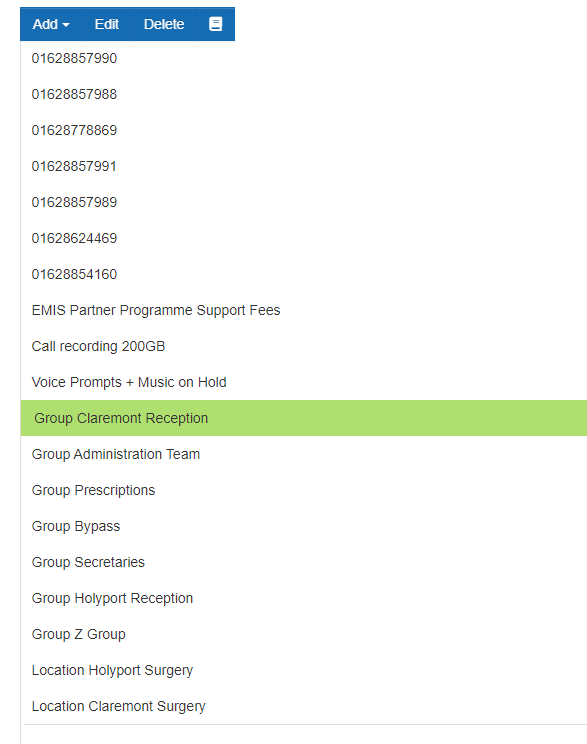 Add Edit Delete
01628857990
01628857988
01628778869
01628857991
01628857989
01628624469
01628854160
EMIS Partner Programme Support Fees
Call recording 200GB
Voice Prompts + Music on Hold
Group Claremont Reception
Group Administration Team
Group Prescriptions
Group Bypass
Group Secretaries
Group Holyport Reception
Group Z Group
Location Holyport Surgery
Location Claremont Surgery